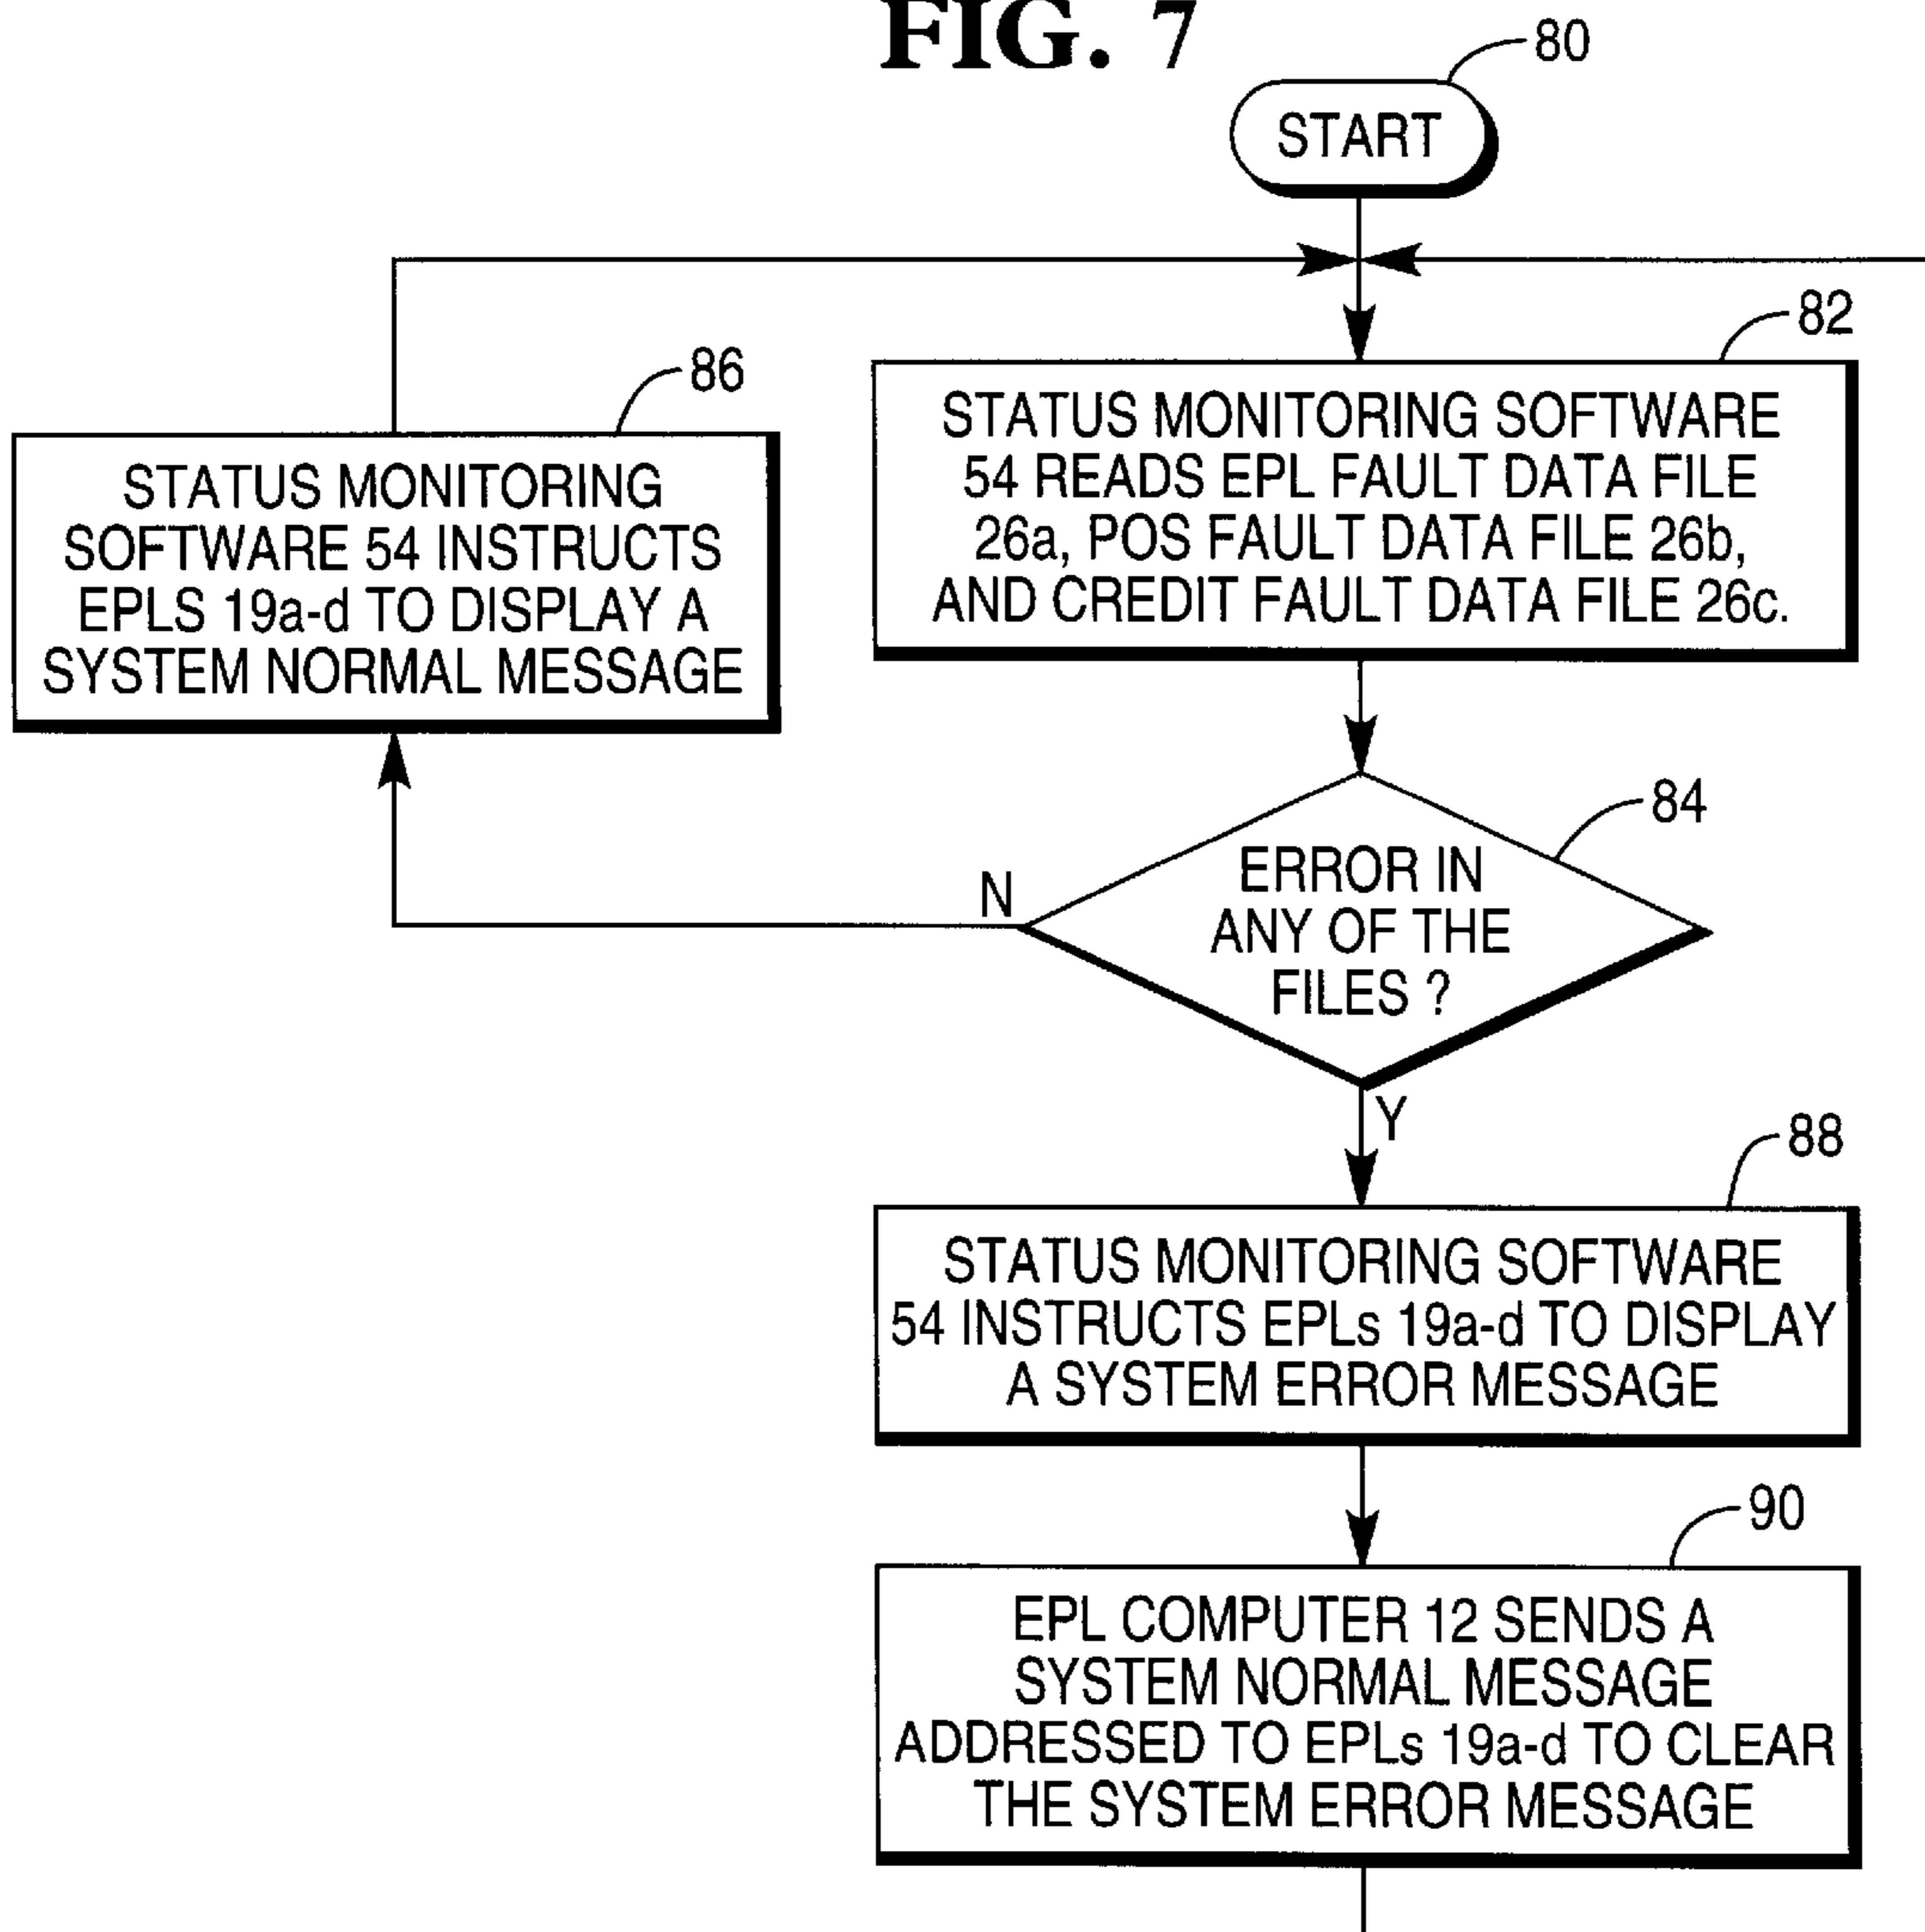 FIG. 7
80
START
82
STATUS MONITORING SOFTWARE
54 READS EPL FAULT DATA FILE
26a, POS FAULT DATA FILE 26b,
AND CREDIT FAULT DATA FILE 26c.
86
STATUS MONITORING
SOFTWARE 54 INSTRUCTS
EPLS 19a-d TO DISPLAY A
SYSTEM NORMAL MESSAGE
84
ERROR IN
ANY OF THE
FILES ?
N
Y
88
STATUS MONITORING SOFTWARE
54 INSTRUCTS EPLs 19a-d TO DISPLAY
A SYSTEM ERROR MESSAGE
90
EPL COMPUTER 12 SENDS A
SYSTEM NORMAL MESSAGE
ADDRESSED TO EPLs 19a-d TO CLEAR
THE SYSTEM ERROR MESSAGE